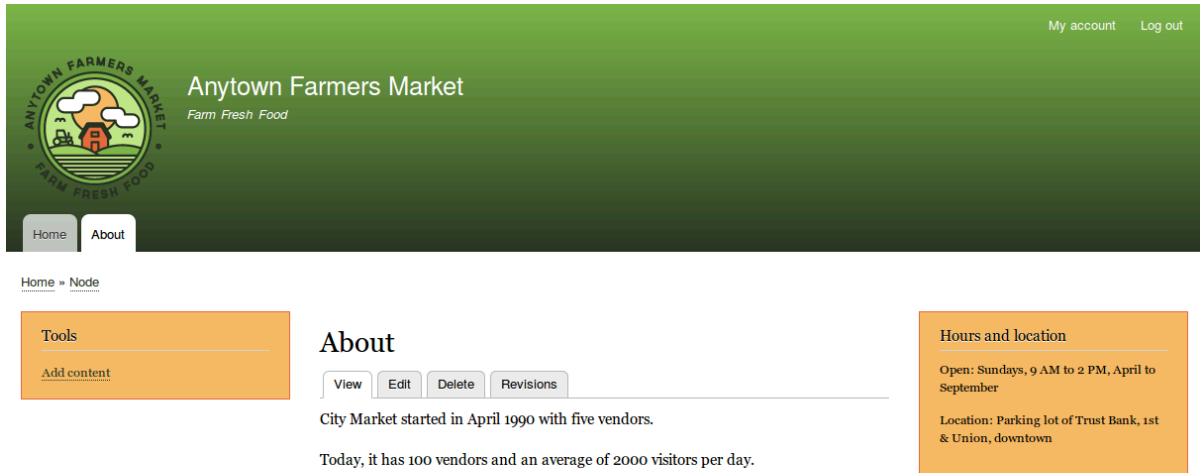 My account Log out
ANYTOWN FARMERS MARKET
FARM FRESH FOOD
Anytown Farmers Market
Farm Fresh Food
Home About
Home » Node
Tools
Add content
About
View Edit Delete Revisions
City Market started in April 1990 with five vendors.
Today, it has 100 vendors and an average of 2000 visitors per day.
Hours and location
Open: Sundays, 9 AM to 2 PM, April to
September
Location: Parking lot of Trust Bank, 1st
& Union, downtown